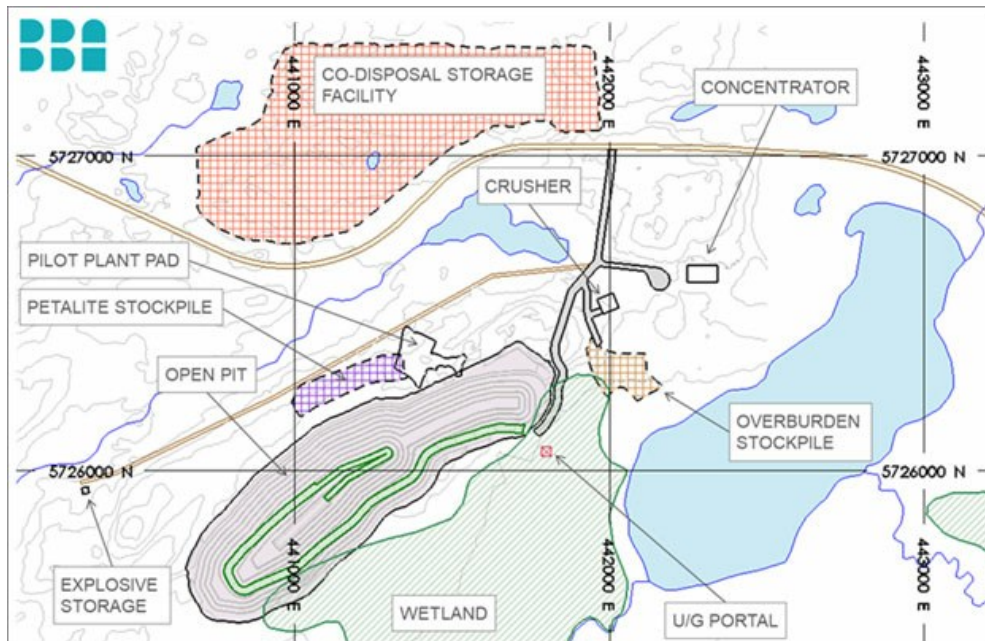 BBA
441000 E
442000 E
443000 E
CO-DISPOSAL STORAGE
FACILITY
CONCENTRATOR
5727000 N
5727000 N
CRUSHER
PILOT PLANT PAD
PETALITE STOCKPILE
OPEN PIT
OVERBURDEN
STOCKPILE
5726000 N
5726000 N
EXPLOSIVE
STORAGE
WETLAND
U/G PORTAL
441000 E
442000 E
443000 E